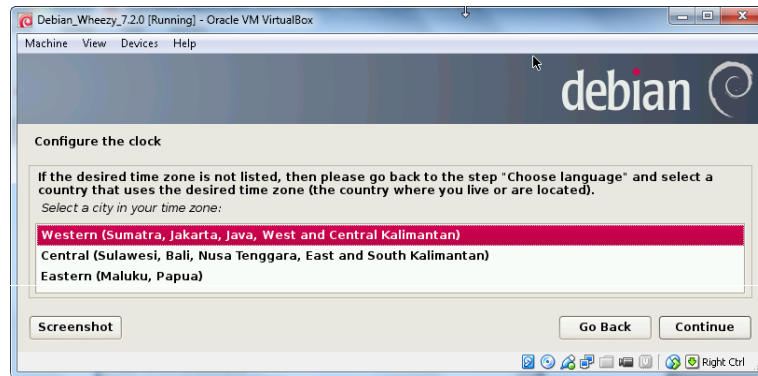 Debian_Wheezy_7.2.0 [Running] - Oracle VM VirtualBox
Machine View Devices Help
debian
Configure the clock
If the desired time zone is not listed, then please go back to the step "Choose language" and select a
country that uses the desired time zone (the country where you live or are located).
Select a city in your time zone:
Western (Sumatra, Jakarta, Java, West and Central Kalimantan)
Central (Sulawesi, Bali, Nusa Tenggara, East and South Kalimantan)
Eastern (Maluku, Papua)
Screenshot Go Back Continue
Right Ctrl